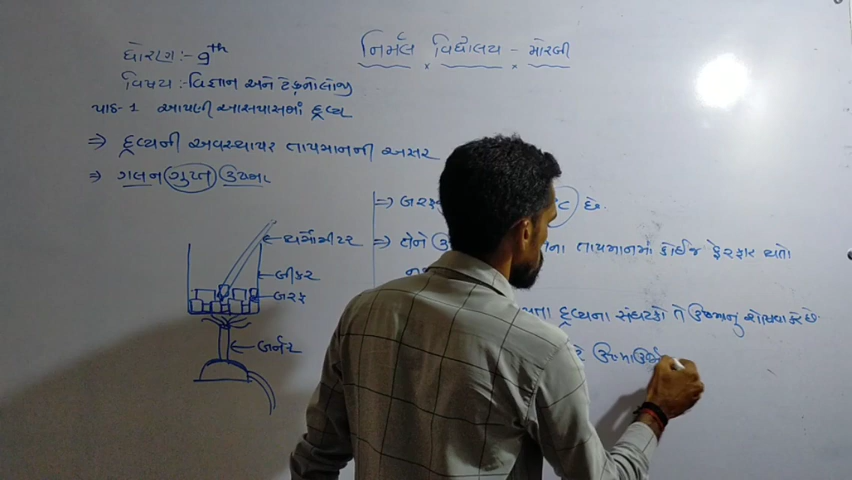 નિર્મલ વિદ્યાલય - મોરબી
ધોરણ :- 9th
વિષય :- વિજ્ઞાન અને ટેકનોલોજી
પાઠ - 1 આપણી આસપાસમાં દ્રવ્ય
⇒ દ્રવ્યની અવસ્થાપર તાપમાનની અસર
⇒ ગલન ગુપ્ત ઉષ્મા
થર્મોમીટર
બીકર
બરફ
બર્નર
⇒ બરફ °C છે.
⇒ તેને તાપમાનમાં કોઈજ ફેરફાર થતો
દ્રવ્યના સંઘટકો તે ઉષ્માનું શોષણ કરે છે.
ઉષ્માઉર્જા